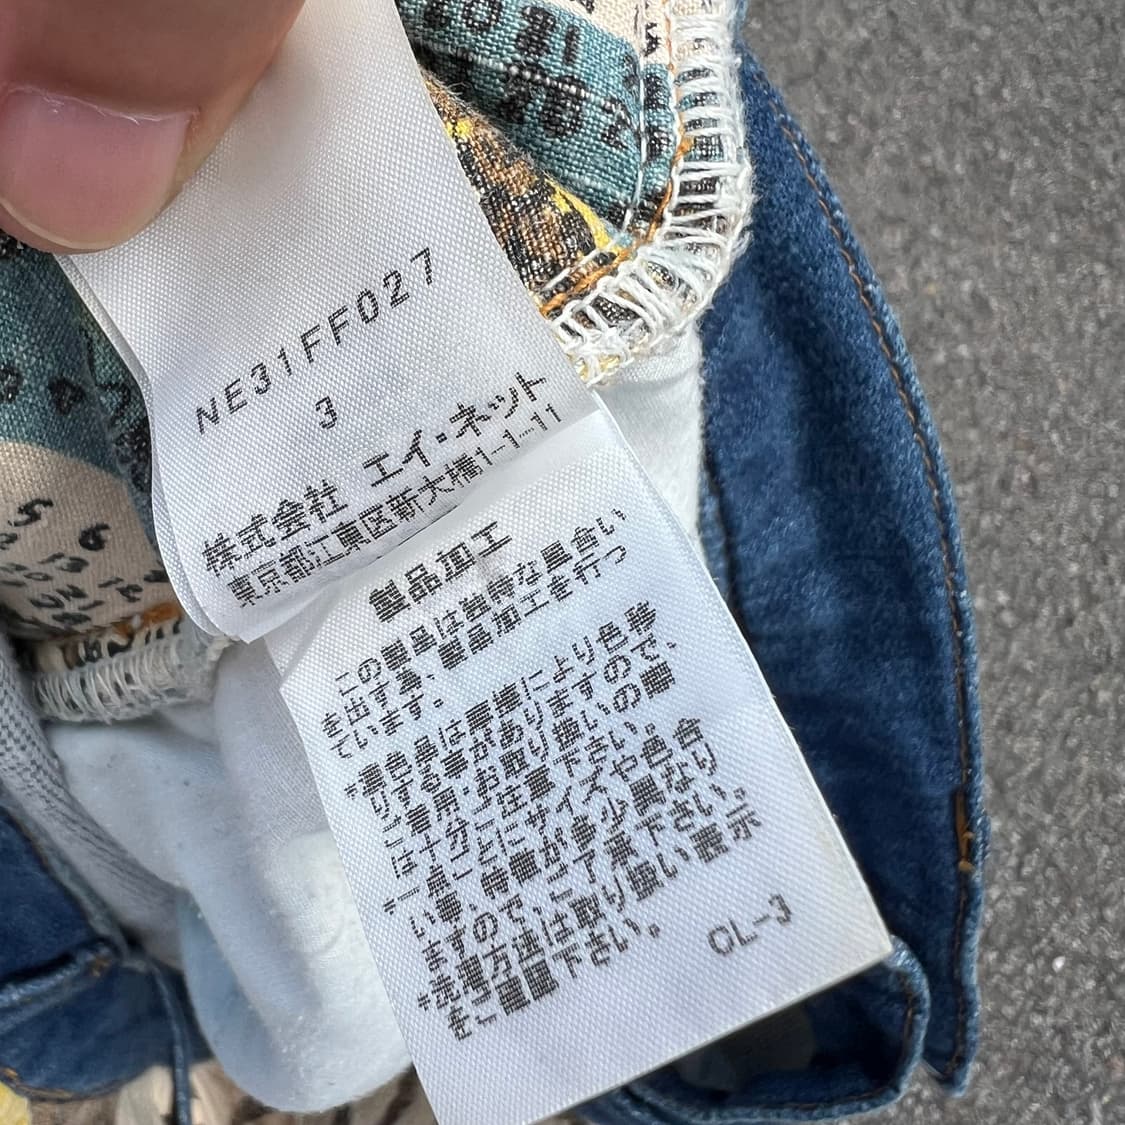 NE31FF027
3
株式会社 エイ・ネット
東京都江東区新大橋1-1-11
製品加工
この製品は独特な風合い
を出す為、製品加工を行っ
ています。
*濃色品は摩擦により色移
りする事がありますので、
ご着用・お取り扱いの際
は十分ご注意下さい。
*一点ごとにサイズや色合
い等、特徴が多少異なり
ますので、ご了承下さい。
*洗濯方法は取り扱い表示
をご確認下さい。
OL-3
5 6